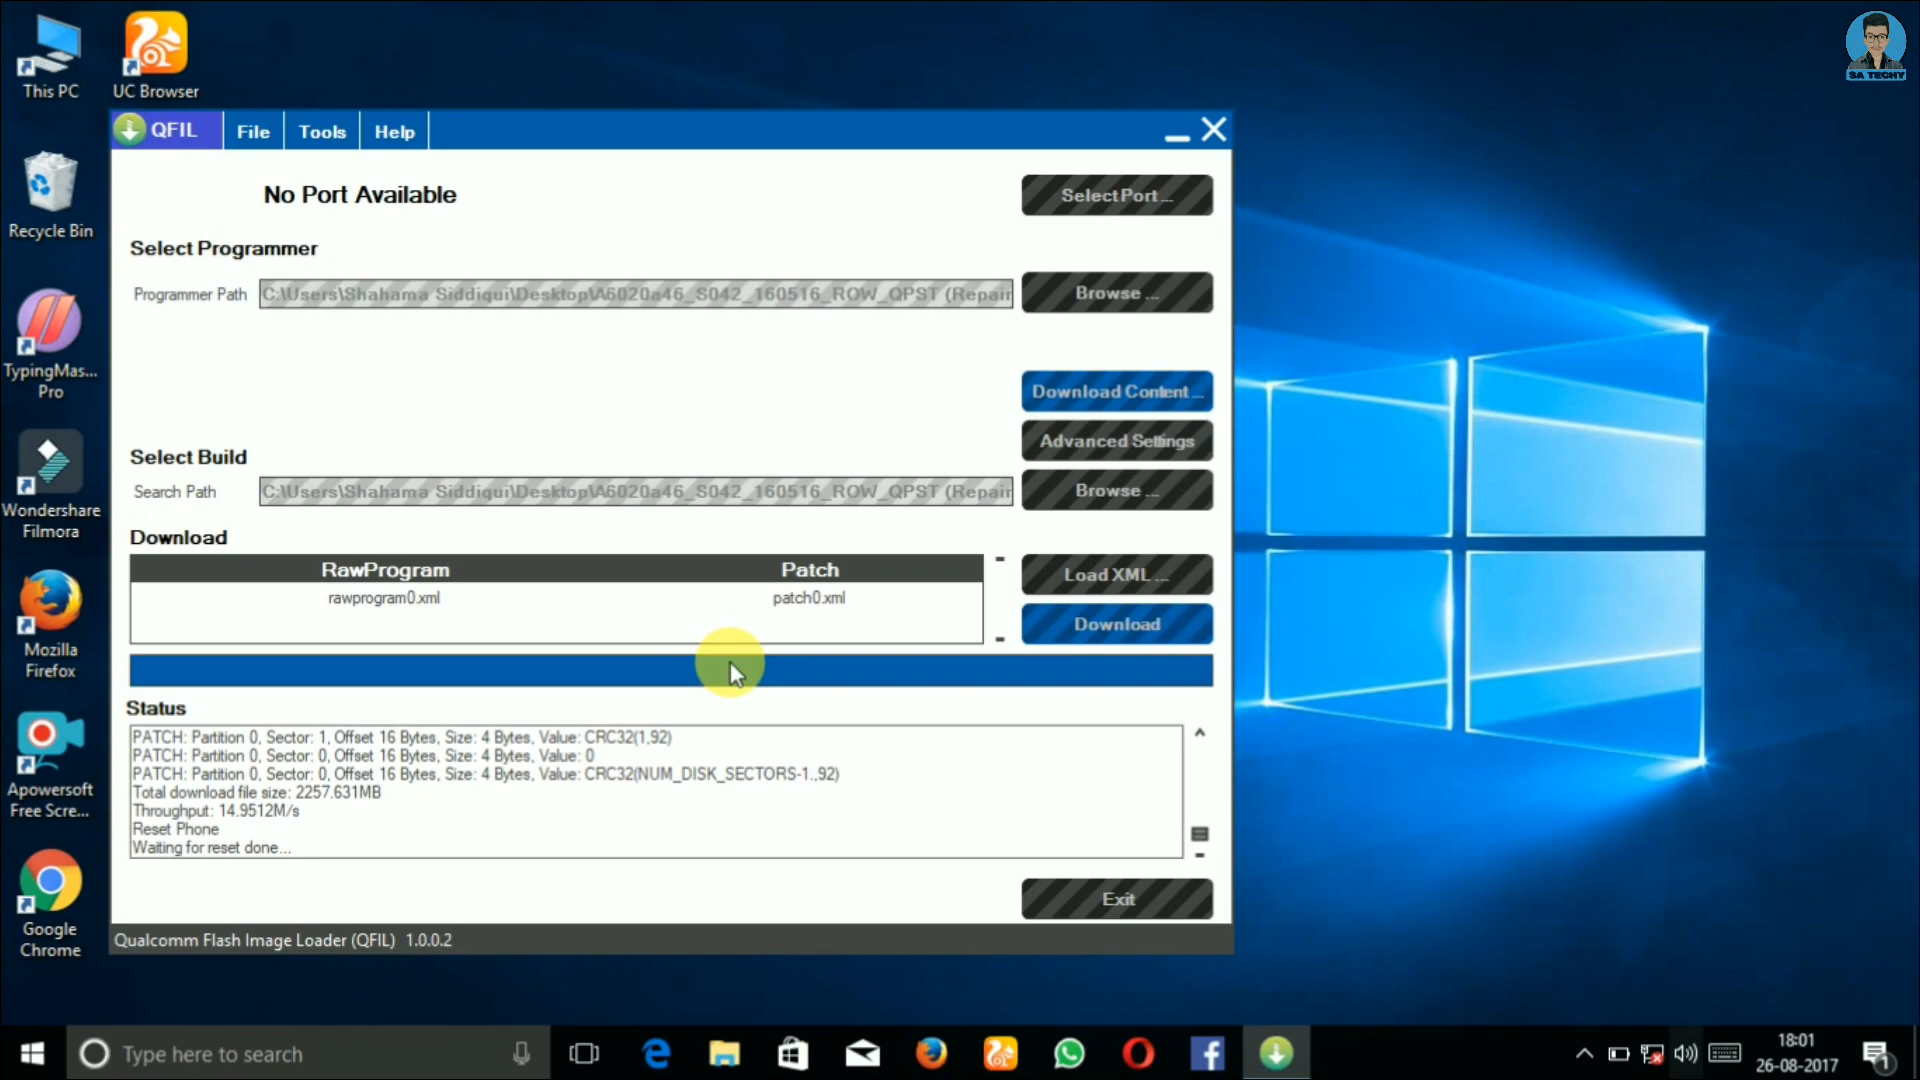 This PC
UC Browser
SA TECHY
QFIL
File
Tools
Help
No Port Available
Select Port ...
Select Programmer
Programmer Path
C:\Users\Shahama Siddiqui\Desktop\A6020a46_S042_160516_ROW_QPST (Repair
Browse ...
Recycle Bin
TypingMas...
Pro
Download Content ...
Advanced Settings
Select Build
Search Path
C:\Users\Shahama Siddiqui\Desktop\A6020a46_S042_160516_ROW_QPST (Repair
Browse ...
Wondershare
Filmora
Download
RawProgram
Patch
rawprogram0.xml
patch0.xml
Load XML ...
Download
Mozilla
Firefox
Status
PATCH: Partition 0, Sector: 1, Offset 16 Bytes, Size: 4 Bytes, Value: CRC32(1,92)
PATCH: Partition 0, Sector: 0, Offset 16 Bytes, Size: 4 Bytes, Value: 0
PATCH: Partition 0, Sector: 0, Offset 16 Bytes, Size: 4 Bytes, Value: CRC32(NUM_DISK_SECTORS-1.,92)
Total download file size: 2257.631MB
Throughput: 14.9512M/s
Reset Phone
Waiting for reset done...
Apowersoft
Free Scre...
Exit
Google
Chrome
Qualcomm Flash Image Loader (QFIL) 1.0.0.2
Type here to search
18:01
26-08-2017
1